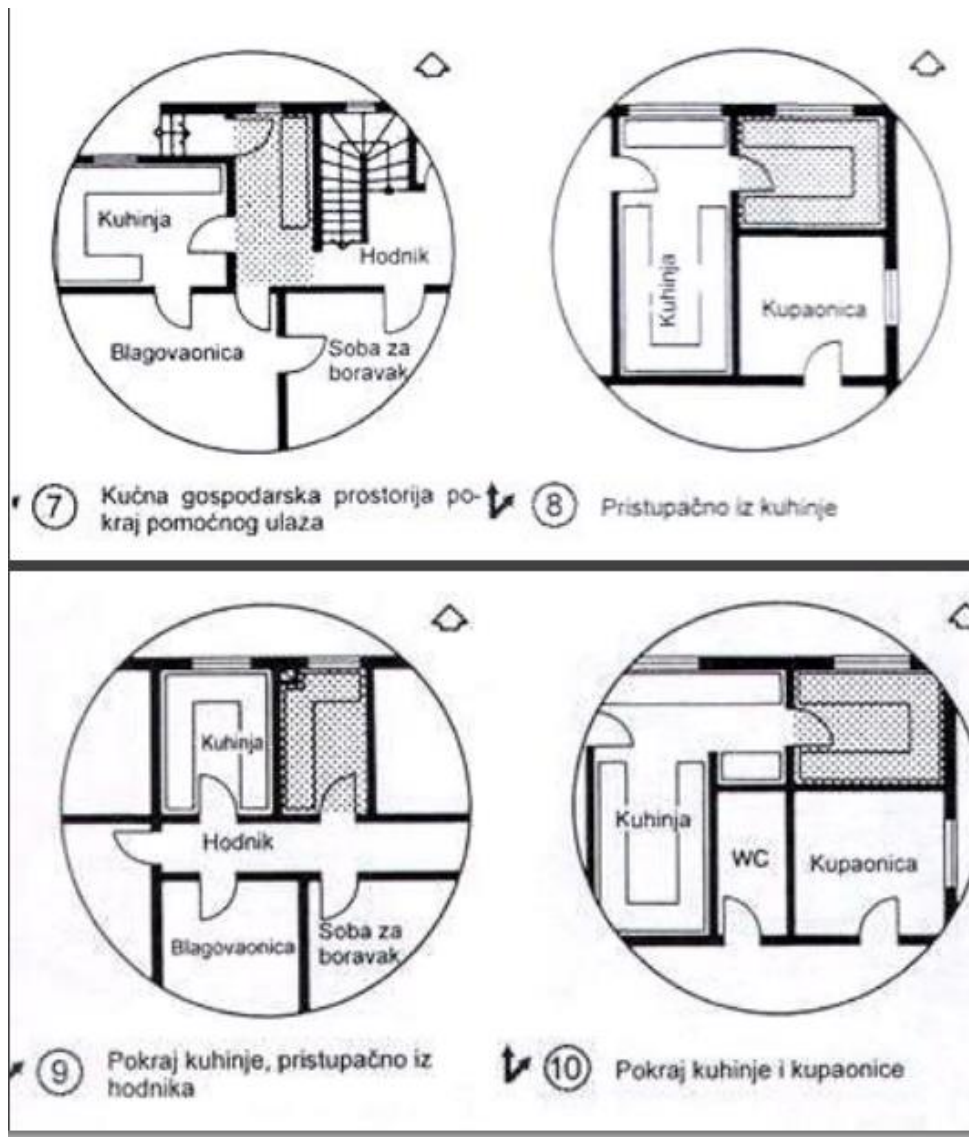 Kuhinja
Hodnik
Blagovaonica
Soba za
boravak
Kuhinja
Kupaonica
7 Kućna gospodarska prostorija po-
kraj pomoćnog ulaza
8 Pristupačno iz kuhinje
Kuhinja
Hodnik
Blagovaonica
Soba za
boravak
Kuhinja
WC
Kupaonica
9 Pokraj kuhinje, pristupačno iz
hodnika
10 Pokraj kuhinje i kupaonice